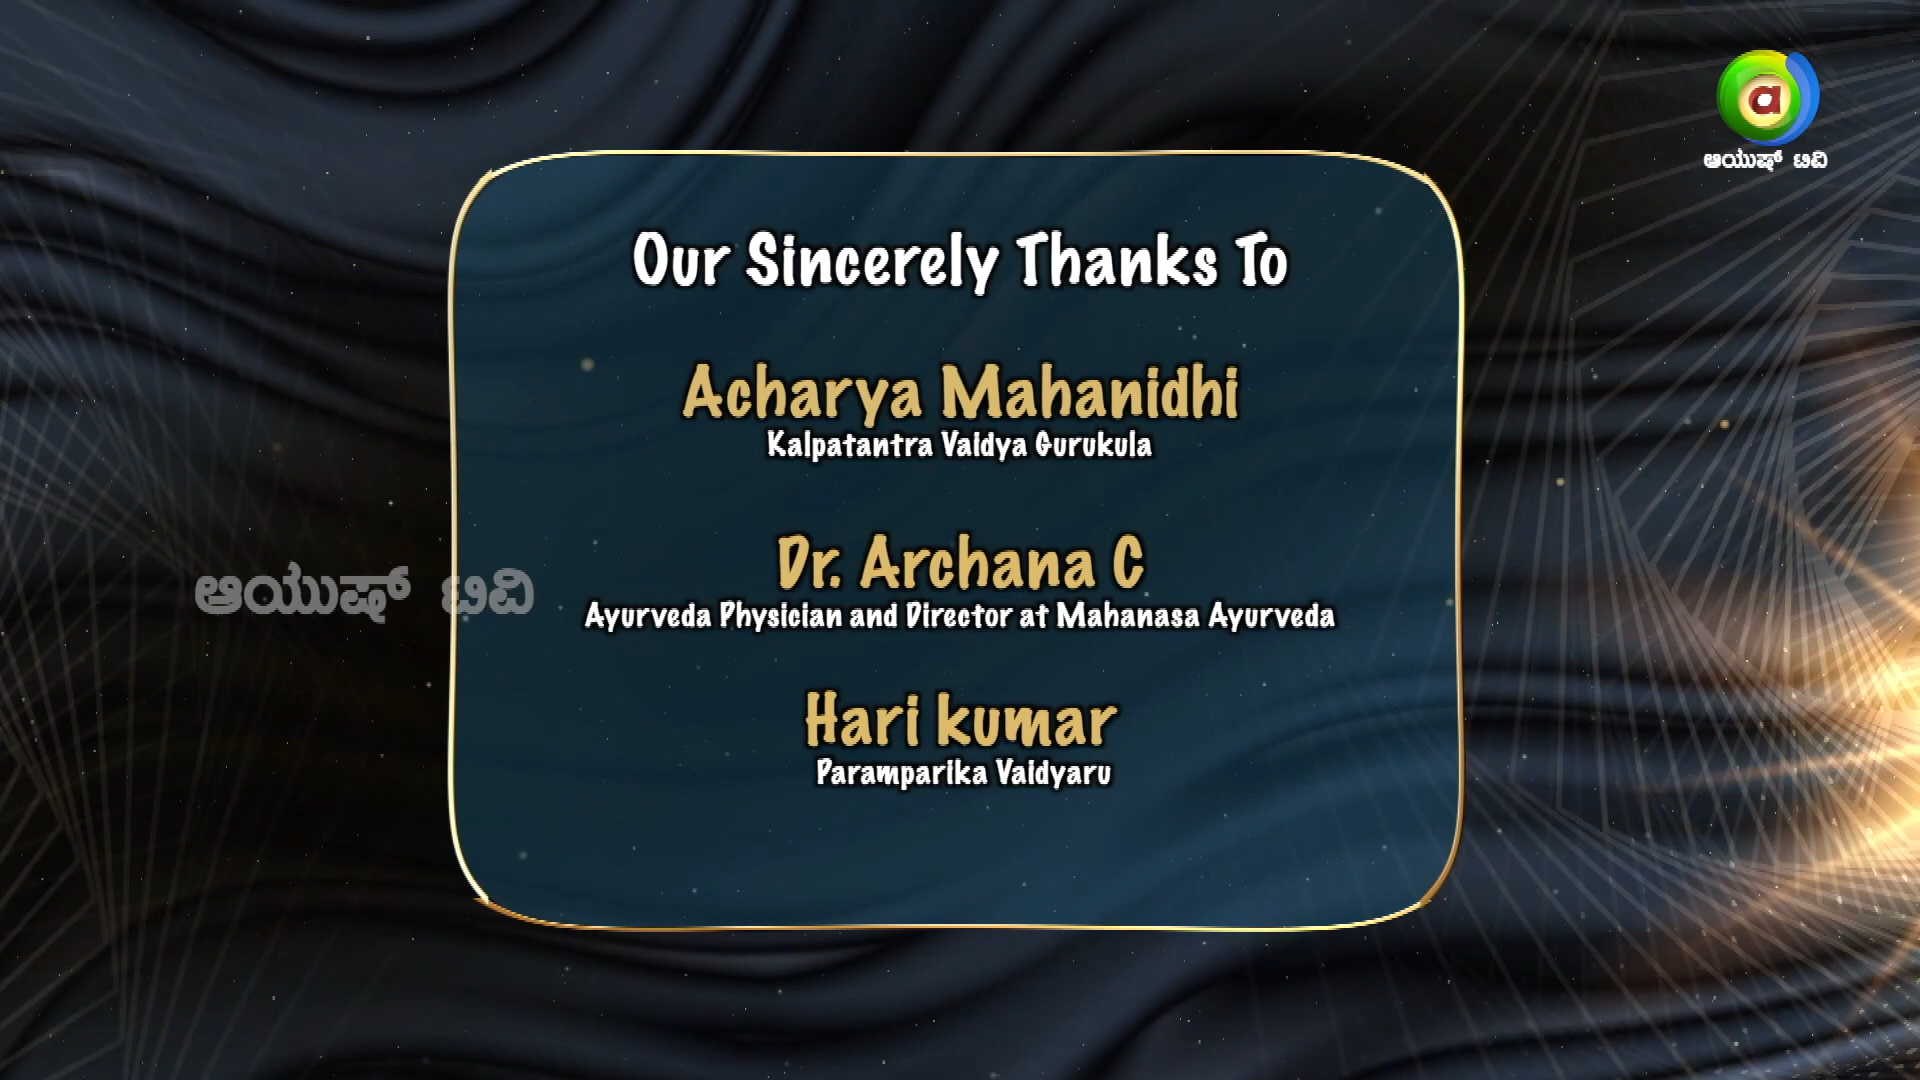 a
ಆಯುಷ್ ಟಿವಿ
Our Sincerely Thanks To
Acharya Mahanidhi
Kalpatantra Vaidya Gurukula
Dr. Archana C
ಆಯುಷ್ ಟಿವಿ
Ayurveda Physician and Director at Mahanasa Ayurveda
Hari kumar
Paramparika Vaidyaru